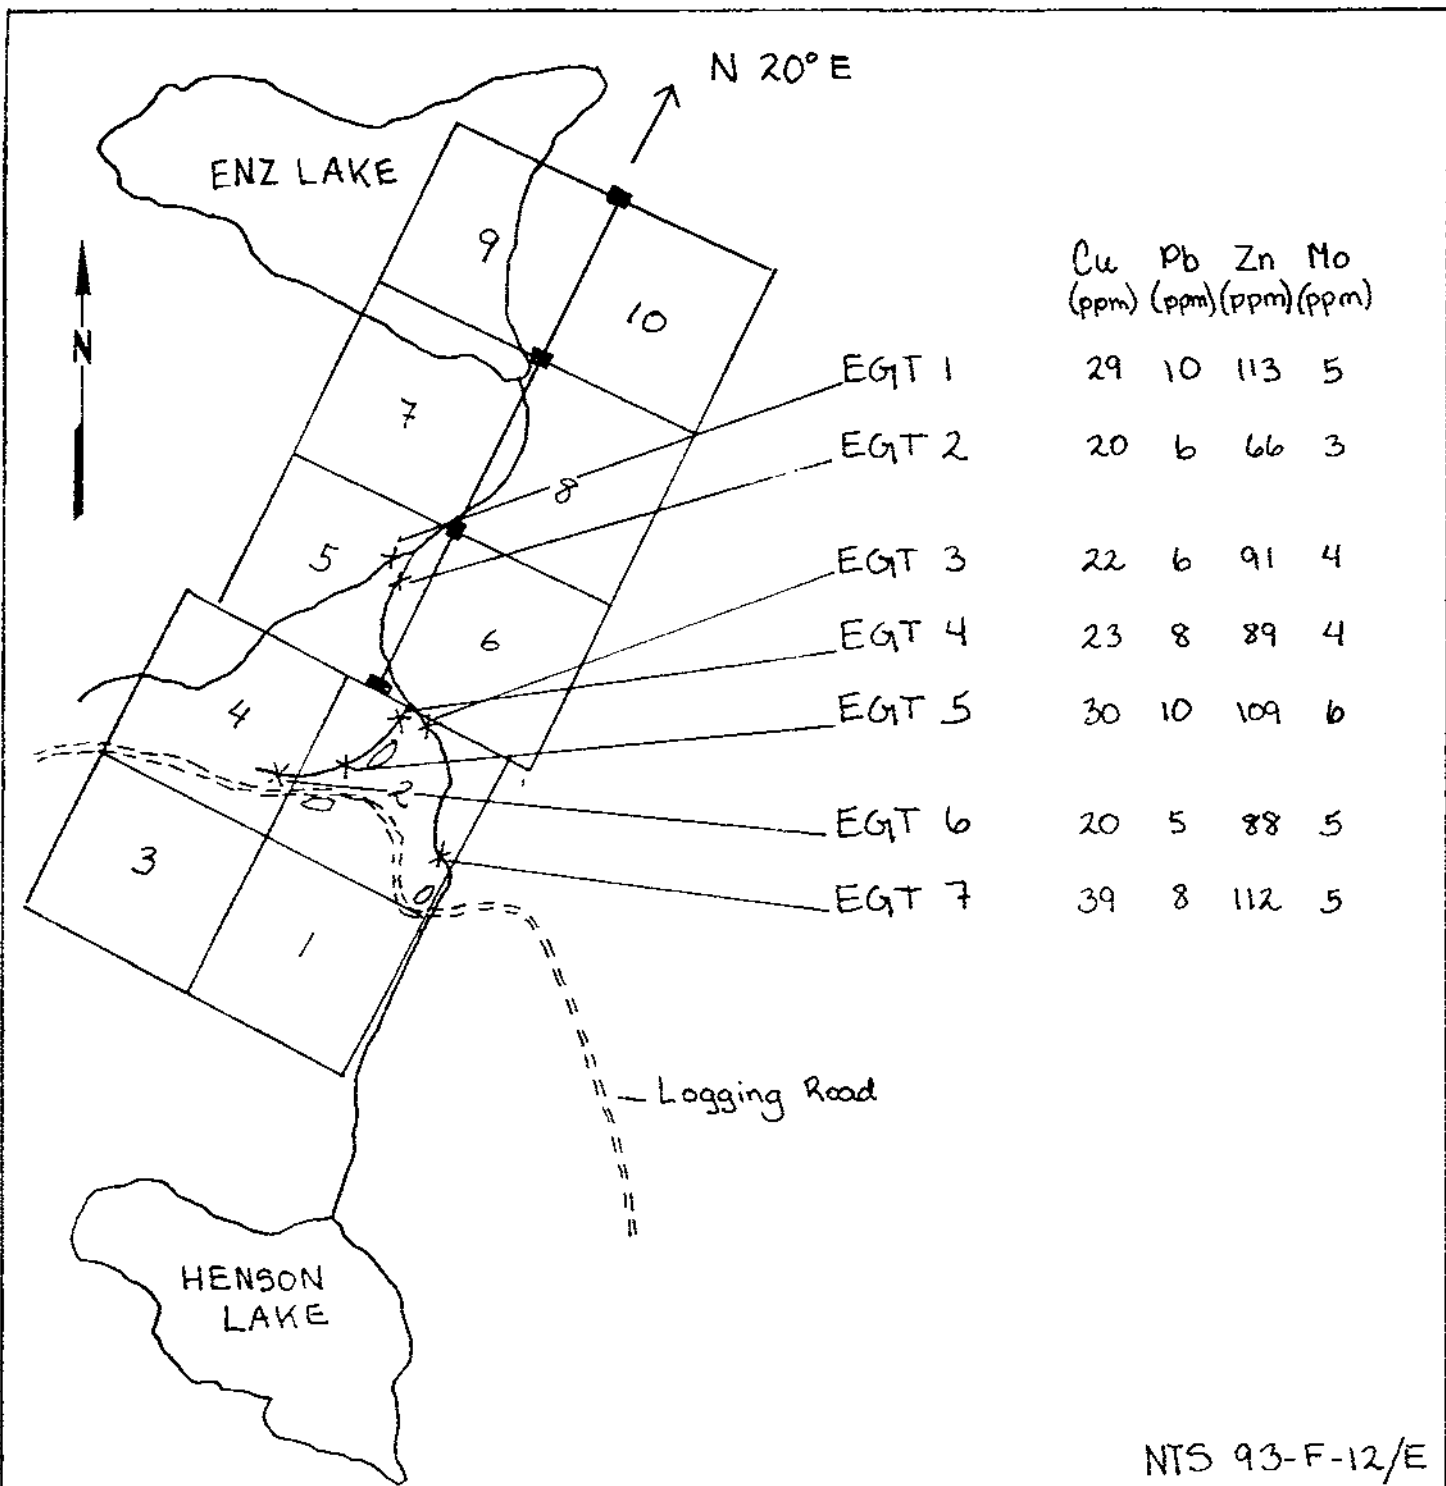 N 20° E
ENZ LAKE
N
9
10
7
8
5
6
4
2
3
1
Cu Pb Zn Mo
(ppm) (ppm) (ppm) (ppm)
EGT 1 29 10 113 5
EGT 2 20 6 66 3
EGT 3 22 6 91 4
EGT 4 23 8 89 4
EGT 5 30 10 109 6
EGT 6 20 5 88 5
EGT 7 39 8 112 5
Logging Road
HENSON
LAKE
NTS 93-F-12/E